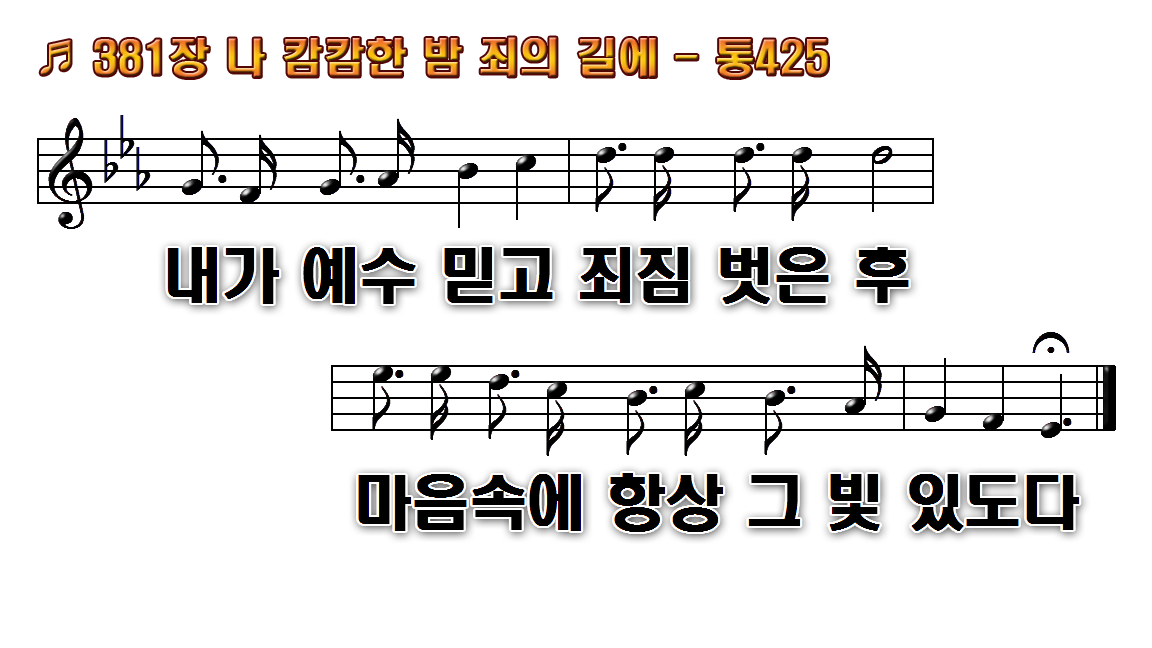 ♬ 381장 나 캄캄한 밤 죄의 길에 - 통425
내가 예수 믿고 죄짐 벗은 후
마음속에 항상 그 빛 있도다